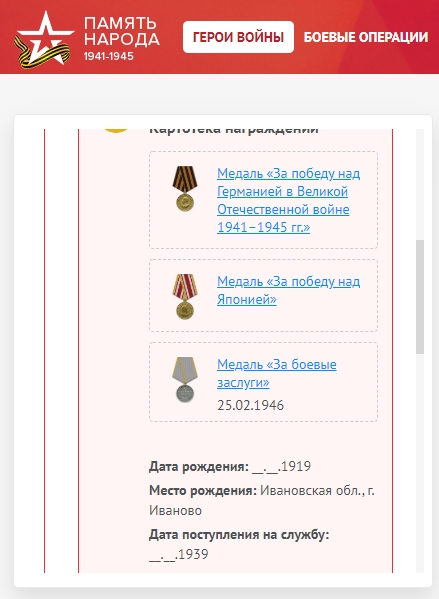 ПАМЯТЬ
НАРОДА
1941-1945
ГЕРОИ ВОЙНЫ
БОЕВЫЕ ОПЕРАЦИИ
Картотека награждений
Медаль «За победу над
Германией в Великой
Отечественной войне
1941–1945 гг.»
Медаль «За победу над
Японией»
Медаль «За боевые
заслуги»
25.02.1946
Дата рождения: __.__.1919
Место рождения: Ивановская обл., г.
Иваново
Дата поступления на службу:
__.__.1939